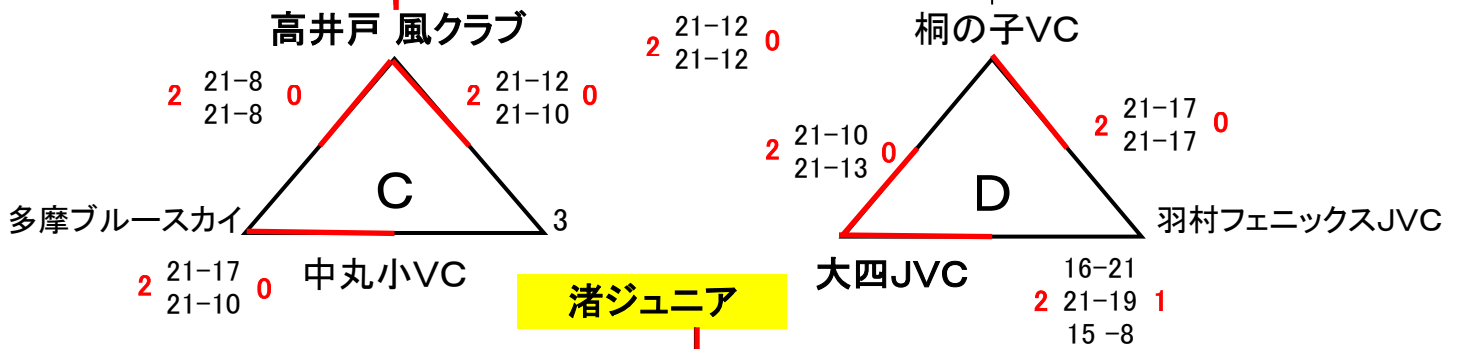 高井戸 風クラブ
2 21-12 0
21-12
桐の子VC
2 21-8 0
21-8
2 21-12 0
21-10
2 21-10 0
21-13
2 21-17 0
21-17
C
D
多摩ブルースカイ
3
羽村フェニックスJVC
2 21-17 0
21-10
中丸小VC
渚ジュニア
大四JVC
16-21
2 21-19 1
15 -8